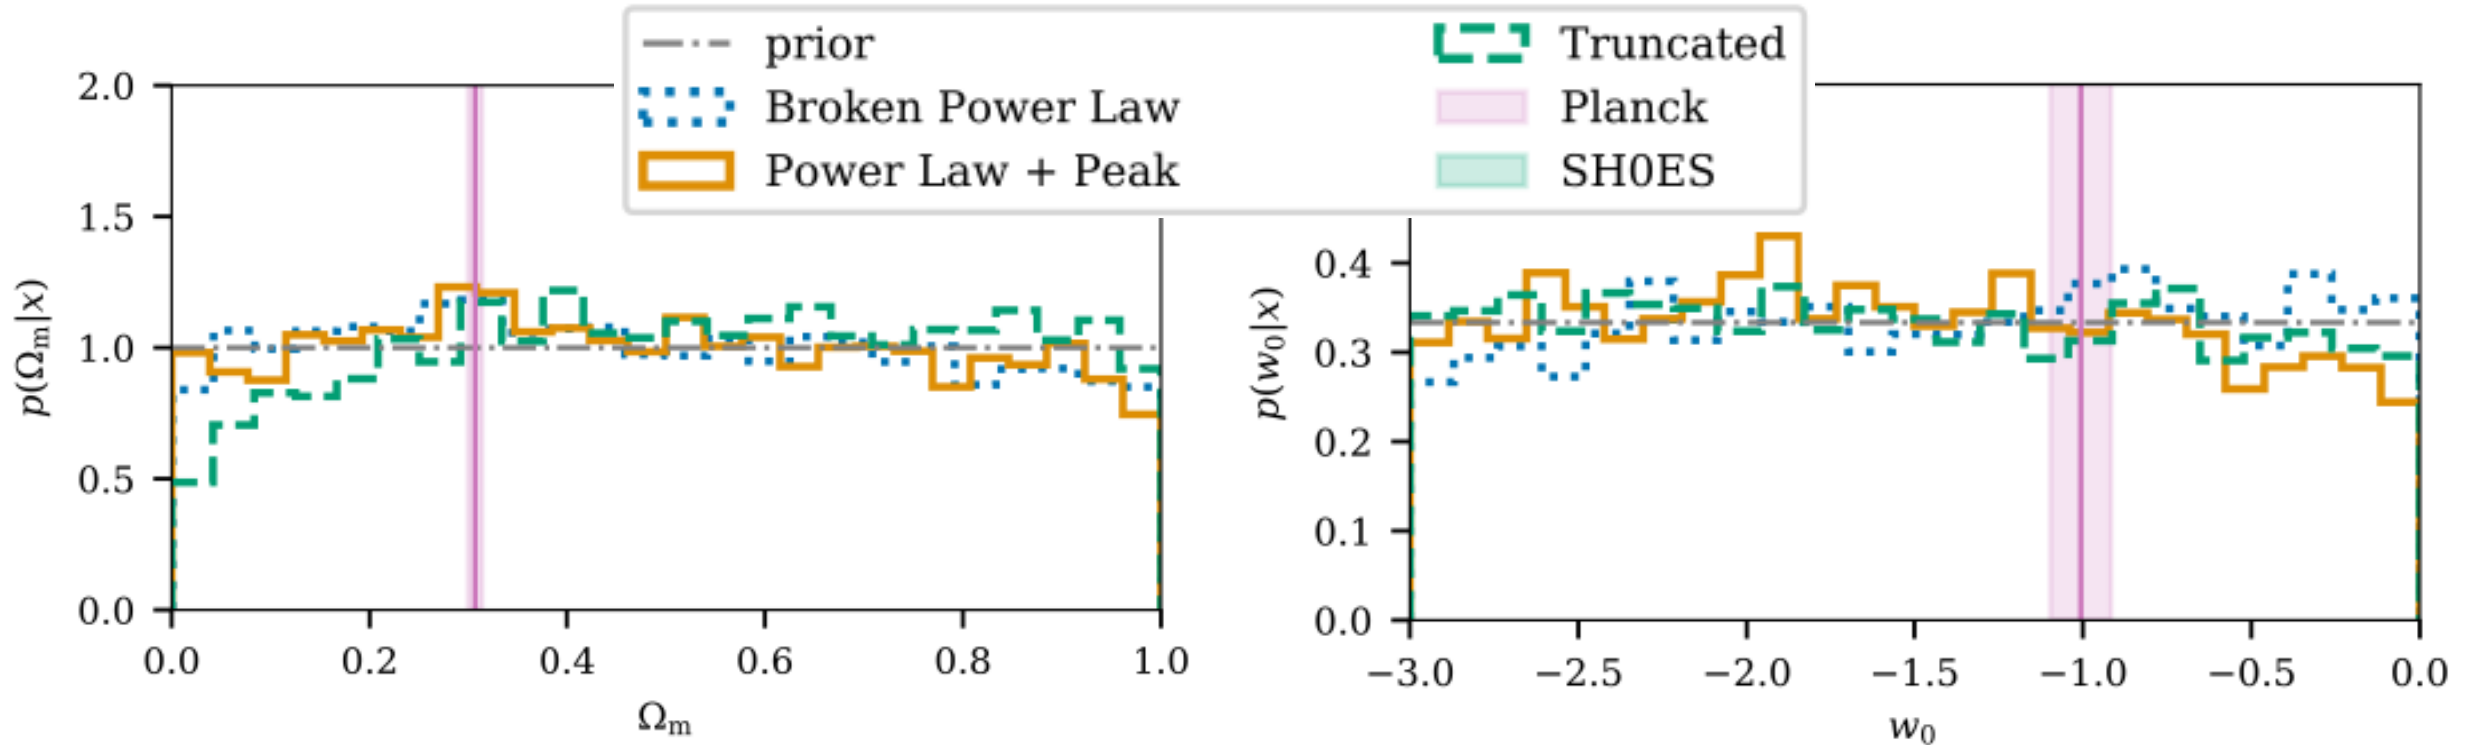 prior
Broken Power Law
Power Law + Peak
Truncated
Planck
SH0ES
2.0
1.5
1.0
0.5
0.0
p(Ωm|x)
0.0 0.2 0.4 0.6 0.8 1.0
Ωm
0.4
0.3
0.2
0.1
0.0
p(w0|x)
−3.0 −2.5 −2.0 −1.5 −1.0 −0.5 0.0
w0